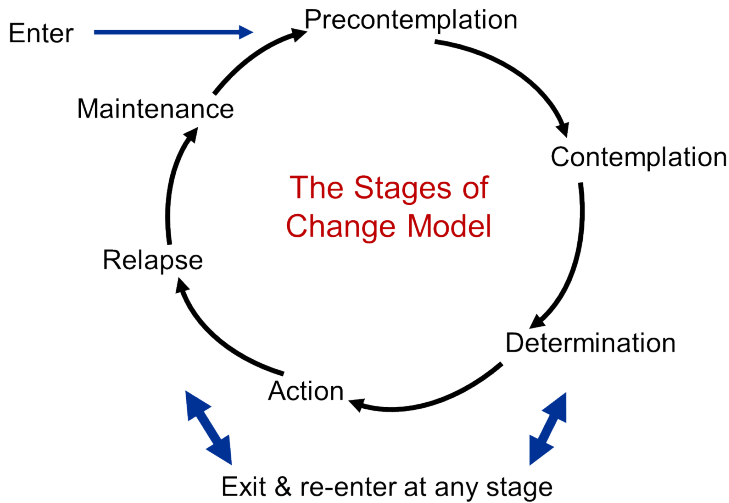 Enter
Precontemplation
Maintenance
Contemplation
The Stages of
Change Model
Relapse
Determination
Action
Exit & re-enter at any stage